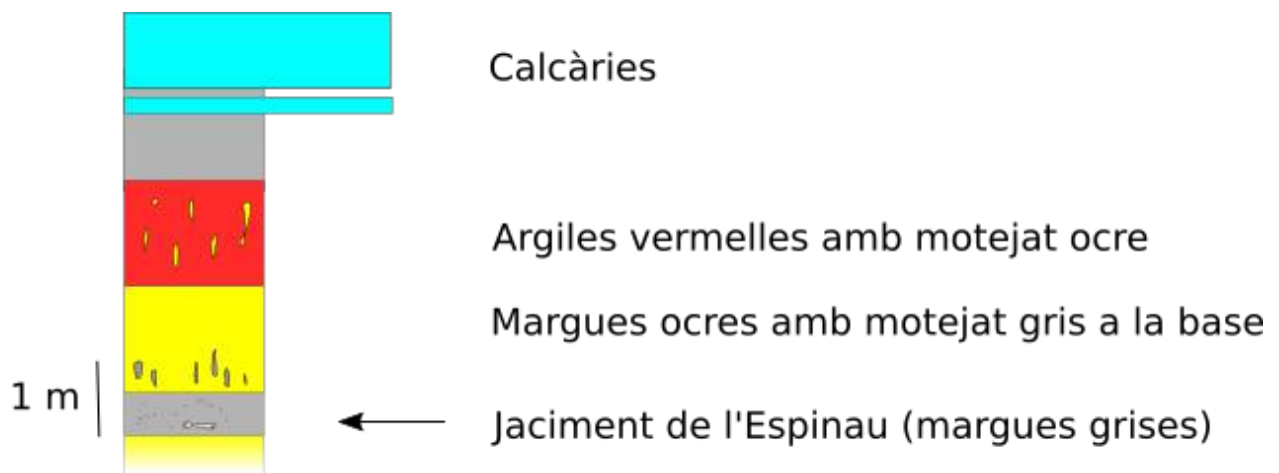 Calcàries
Argiles vermelles amb motejat ocre
Margues ocres amb motejat gris a la base
1 m
Jaciment de l'Espinau (margues grises)